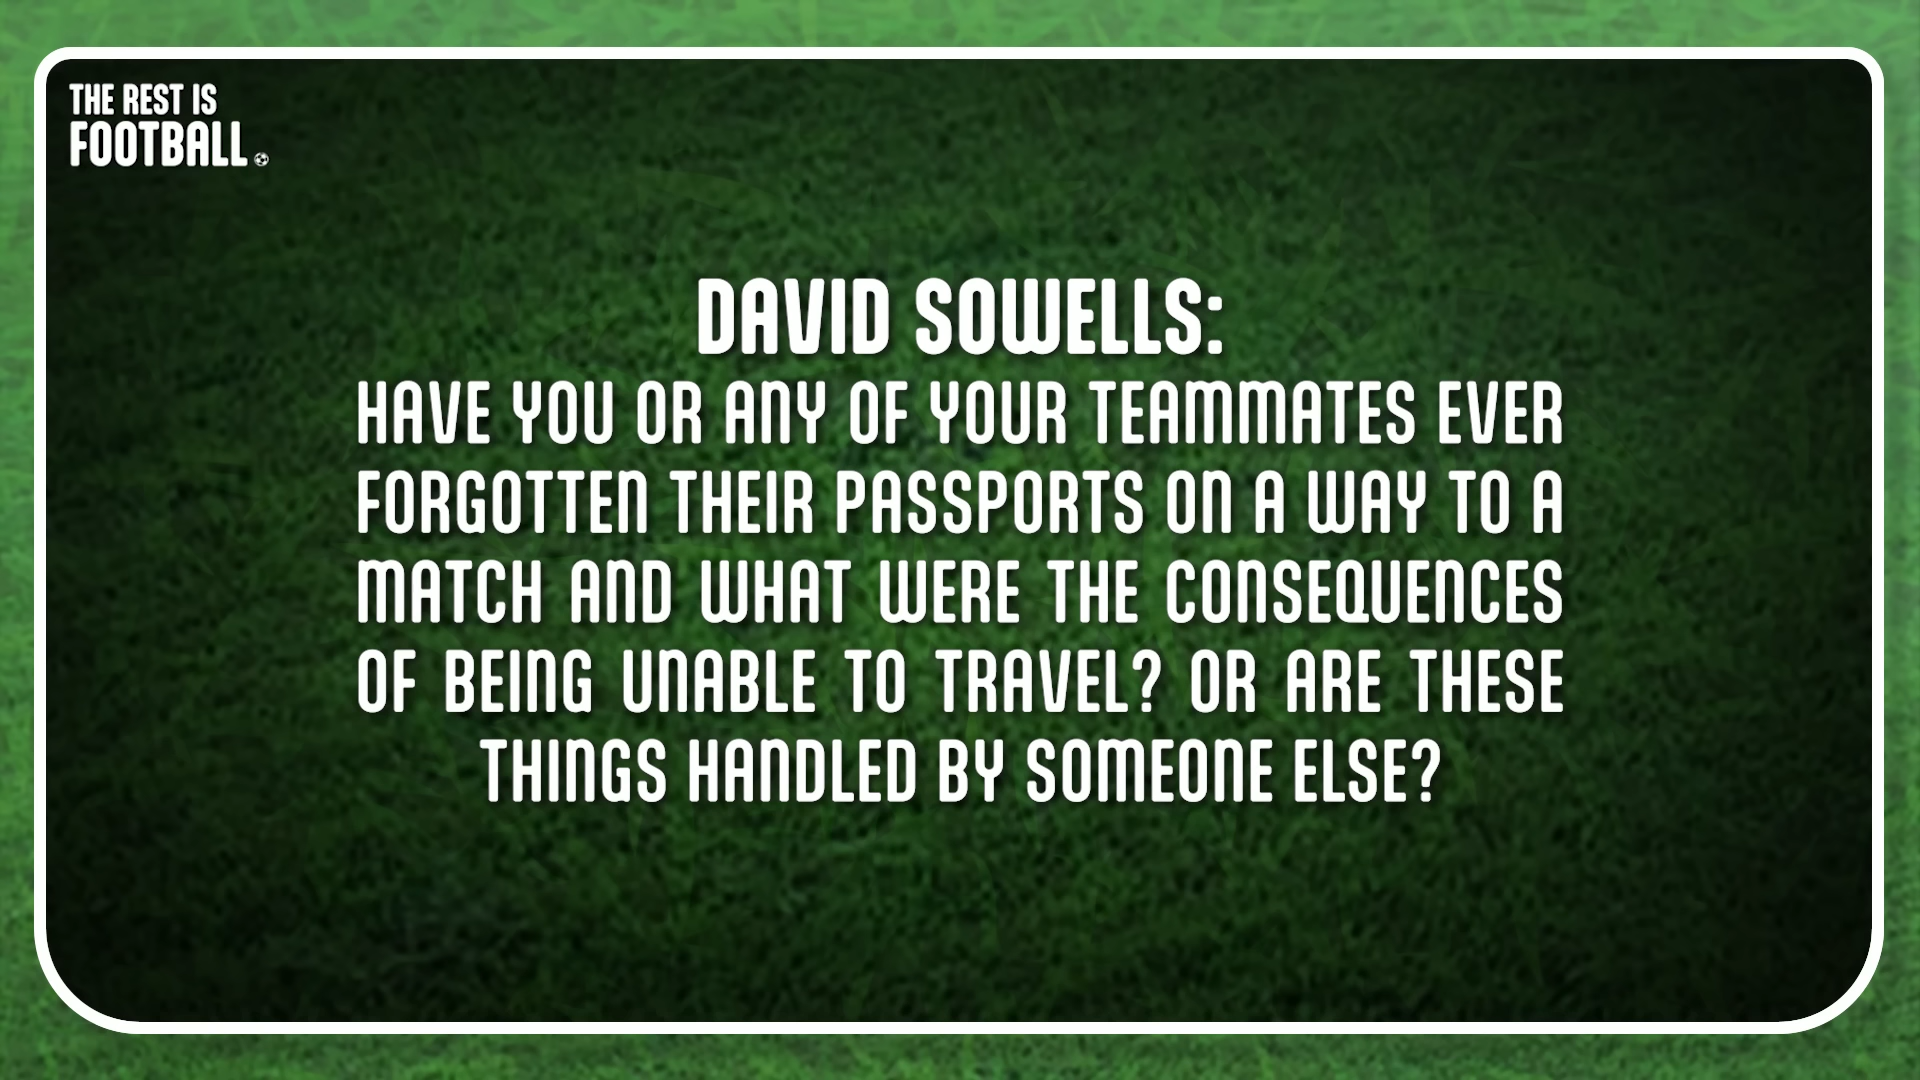 THE REST IS
FOOTBALL
DAVID SOWELLS:
HAVE YOU OR ANY OF YOUR TEAMMATES EVER
FORGOTTEN THEIR PASSPORTS ON A WAY TO A
MATCH AND WHAT WERE THE CONSEQUENCES
OF BEING UNABLE TO TRAVEL? OR ARE THESE
THINGS HANDLED BY SOMEONE ELSE?